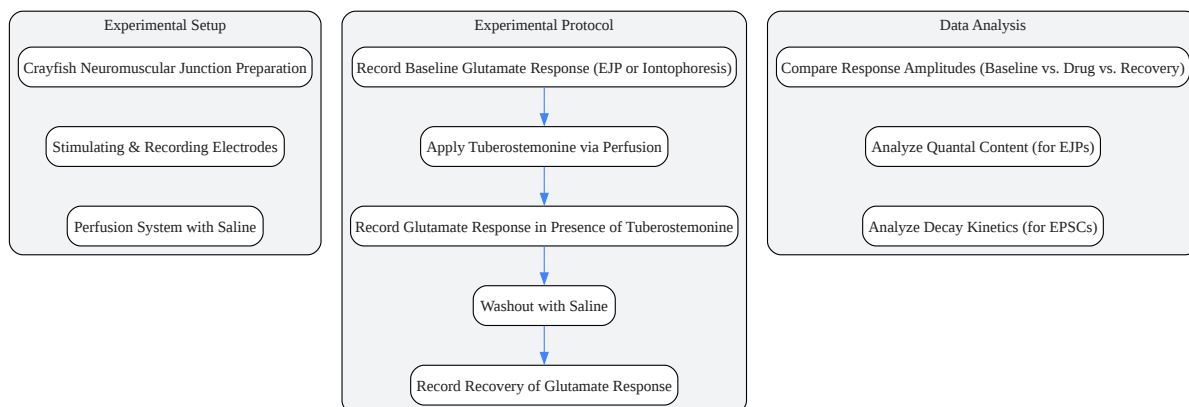 Experimental Setup
Crayfish Neuromuscular Junction Preparation
Stimulating & Recording Electrodes
Perfusion System with Saline
Experimental Protocol
Record Baseline Glutamate Response (EJP or Iontophoresis)
Apply Tuberostemonine via Perfusion
Record Glutamate Response in Presence of Tuberostemonine
Washout with Saline
Record Recovery of Glutamate Response
Data Analysis
Compare Response Amplitudes (Baseline vs. Drug vs. Recovery)
Analyze Quantal Content (for EJPs)
Analyze Decay Kinetics (for EPSCs)